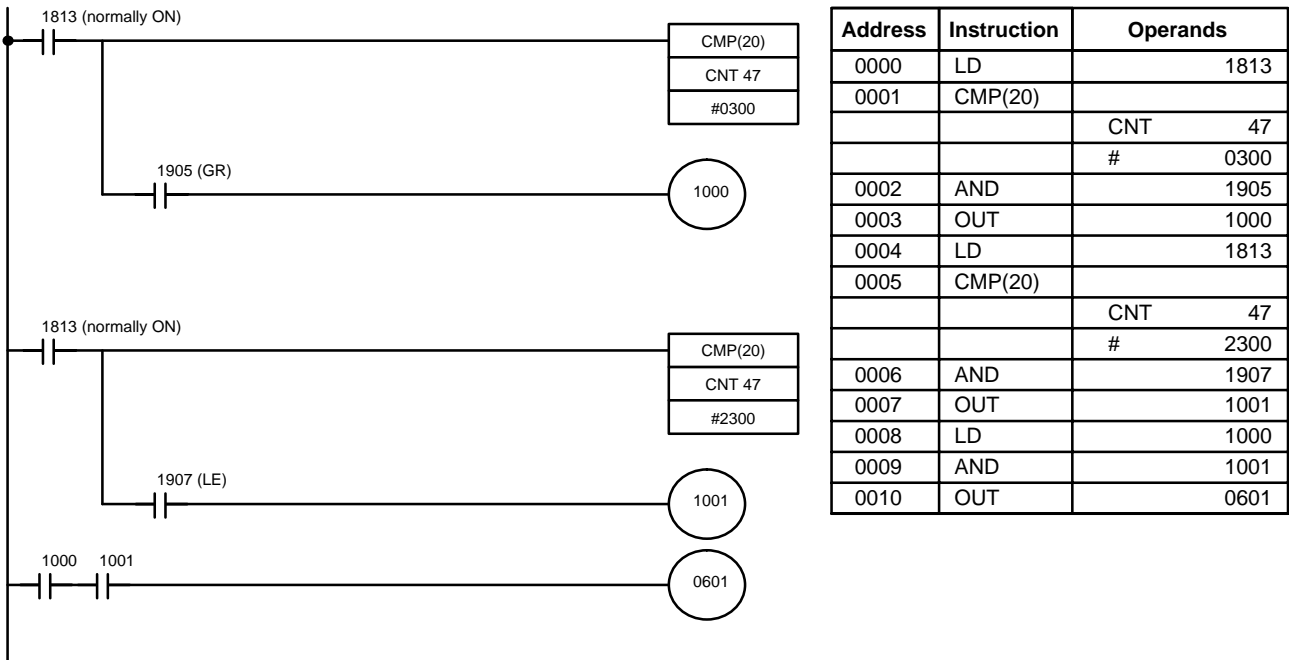 1813 (normally ON)
CMP(20)
CNT 47
#0300
1905 (GR)
1000
1813 (normally ON)
CMP(20)
CNT 47
#2300
1907 (LE)
1001
1000 1001
0601
Address Instruction Operands
0000 LD 1813
0001 CMP(20)
CNT 47
# 0300
0002 AND 1905
0003 OUT 1000
0004 LD 1813
0005 CMP(20)
CNT 47
# 2300
0006 AND 1907
0007 OUT 1001
0008 LD 1000
0009 AND 1001
0010 OUT 0601